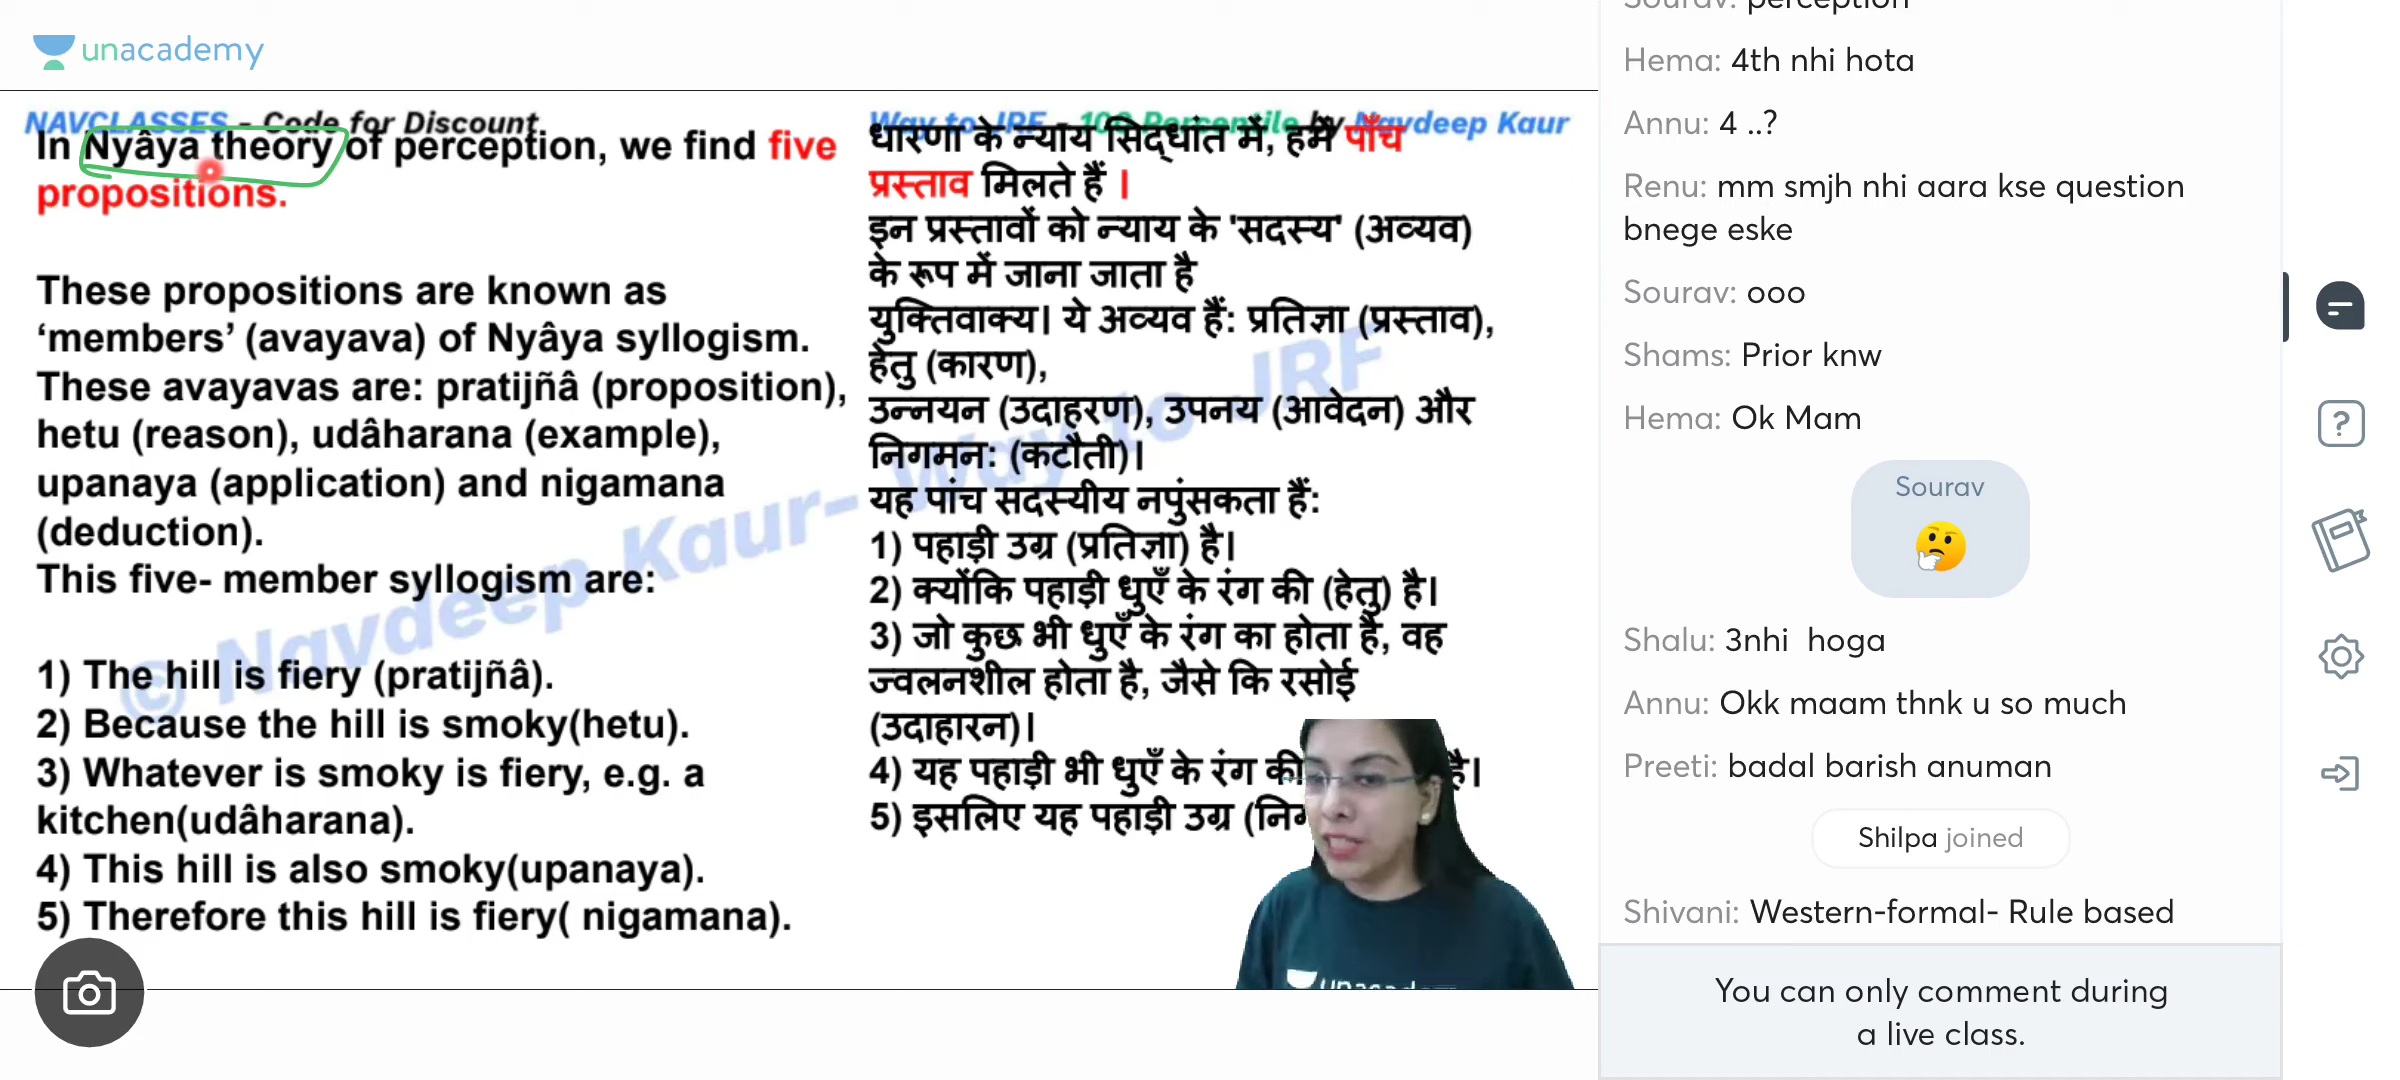 unacademy
NAVCLASSES - Code for Discount
In Nyâya theory of perception, we find five
propositions.
These propositions are known as
‘members’ (avayava) of Nyâya syllogism.
These avayavas are: pratijñâ (proposition),
hetu (reason), udâharana (example),
upanaya (application) and nigamana
(deduction).
This five- member syllogism are:
1) The hill is fiery (pratijñâ).
2) Because the hill is smoky(hetu).
3) Whatever is smoky is fiery, e.g. a
kitchen(udâharana).
4) This hill is also smoky(upanaya).
5) Therefore this hill is fiery( nigamana).
Way to JRF - 100 Percentile by Navdeep Kaur
धारणा के न्याय सिद्धांत में, हमें पाँच
प्रस्ताव मिलते हैं |
इन प्रस्तावों को न्याय के 'सदस्य' (अव्यव)
के रूप में जाना जाता है
युक्तिवाक्य। ये अव्यव हैं: प्रतिज्ञा (प्रस्ताव),
हेतु (कारण),
उन्नयन (उदाहरण), उपनय (आवेदन) और
निगमन: (कटौती)।
यह पांच सदस्यीय नपुंसकता हैं:
1) पहाड़ी उग्र (प्रतिज्ञा) है।
2) क्योंकि पहाड़ी धुएँ के रंग की (हेतु) है।
3) जो कुछ भी धुएँ के रंग का होता है, वह
ज्वलनशील होता है, जैसे कि रसोई
(उदाहारन)।
4) यह पहाड़ी भी धुएँ के रंग की है।
5) इसलिए यह पहाड़ी उग्र
© Navdeep Kaur- Way to JRF
unacademy
Sourav: perception
Hema: 4th nhi hota
Annu: 4 ..?
Renu: mm smjh nhi aara kse question
bnege eske
Sourav: ooo
Shams: Prior knw
Hema: Ok Mam
Sourav
Shalu: 3nhi hoga
Annu: Okk maam thnk u so much
Preeti: badal barish anuman
Shilpa joined
Shivani: Western-formal- Rule based
You can only comment during
a live class.